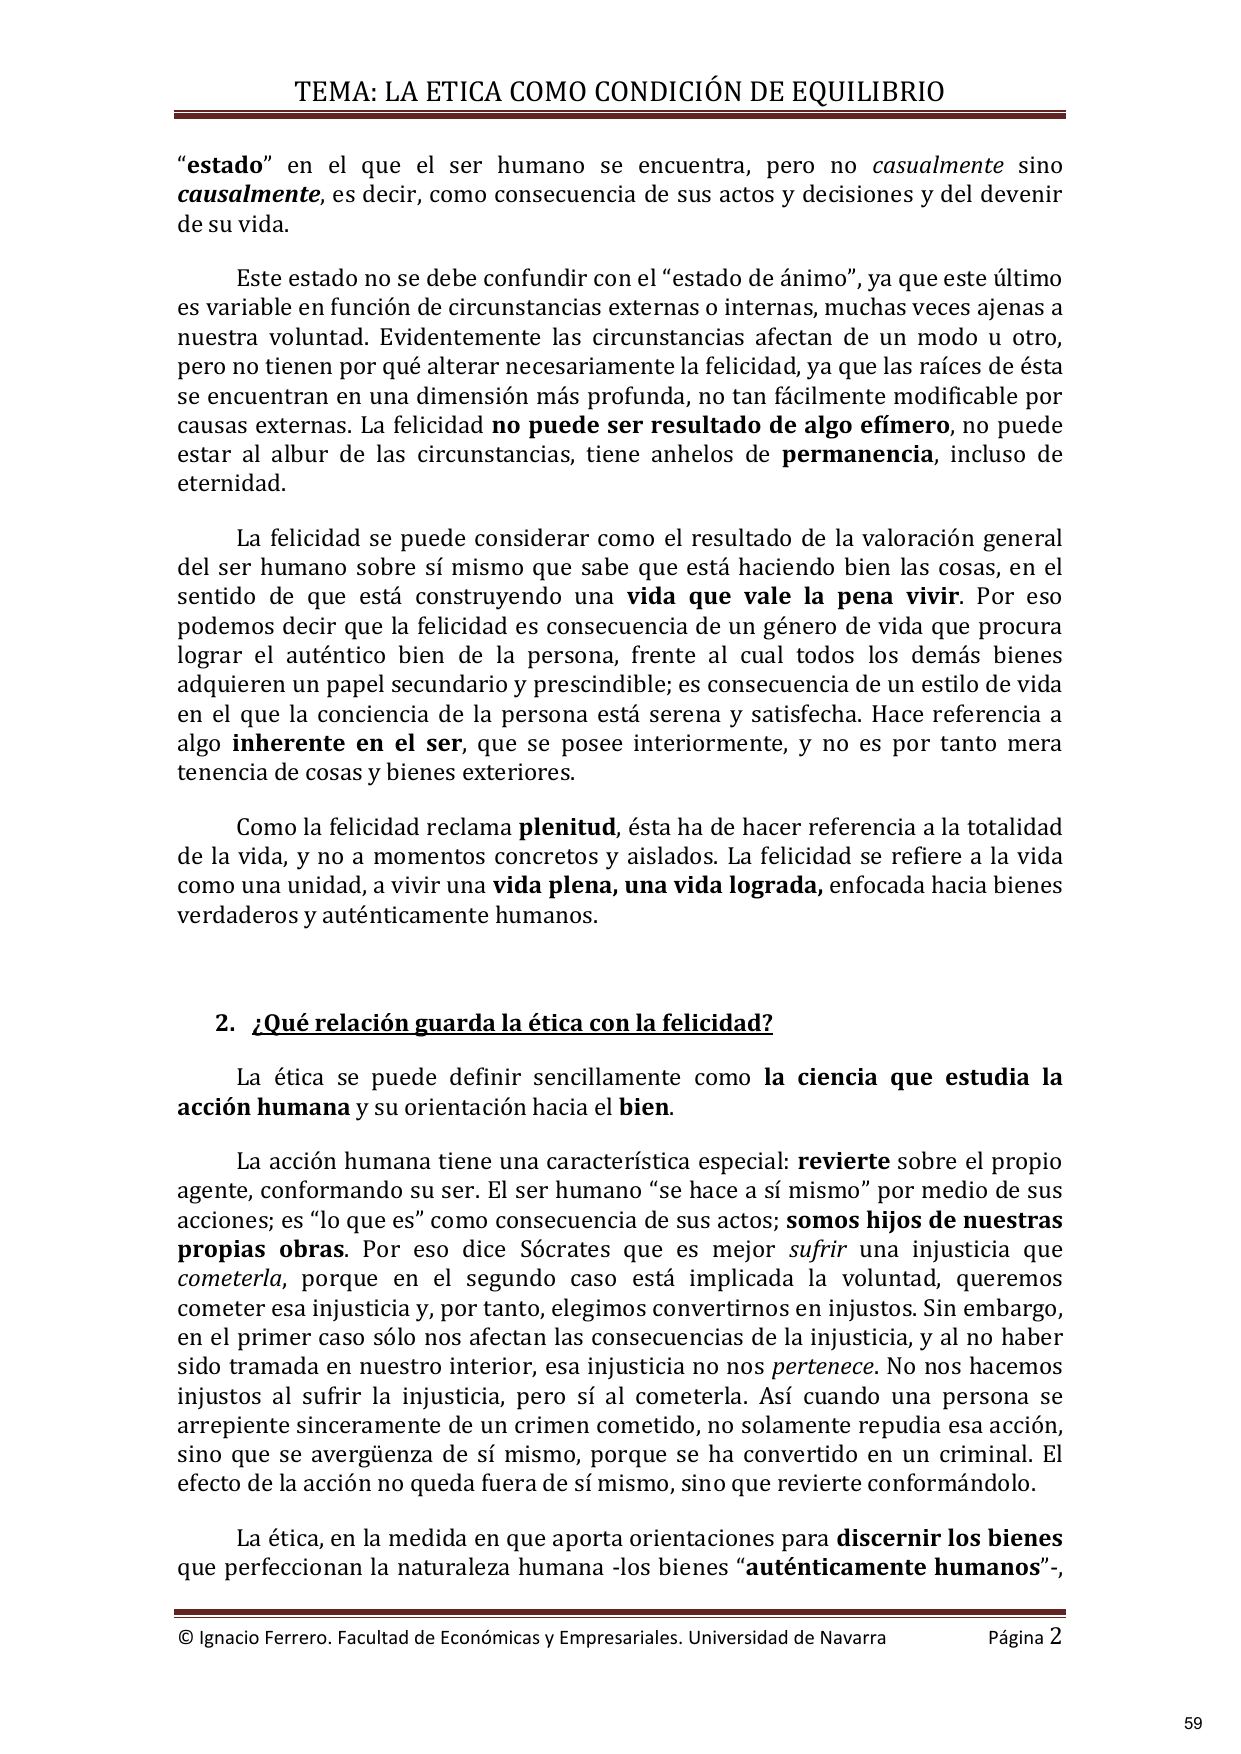 TEMA: LA ETICA COMO CONDICIÓN DE EQUILIBRIO
“estado” en el que el ser humano se encuentra, pero no casualmente sino
causalmente, es decir, como consecuencia de sus actos y decisiones y del devenir
de su vida.
Este estado no se debe confundir con el “estado de ánimo”, ya que este último
es variable en función de circunstancias externas o internas, muchas veces ajenas a
nuestra voluntad. Evidentemente las circunstancias afectan de un modo u otro,
pero no tienen por qué alterar necesariamente la felicidad, ya que las raíces de ésta
se encuentran en una dimensión más profunda, no tan fácilmente modificable por
causas externas. La felicidad no puede ser resultado de algo efímero, no puede
estar al albur de las circunstancias, tiene anhelos de permanencia, incluso de
eternidad.
La felicidad se puede considerar como el resultado de la valoración general
del ser humano sobre sí mismo que sabe que está haciendo bien las cosas, en el
sentido de que está construyendo una vida que vale la pena vivir. Por eso
podemos decir que la felicidad es consecuencia de un género de vida que procura
lograr el auténtico bien de la persona, frente al cual todos los demás bienes
adquieren un papel secundario y prescindible; es consecuencia de un estilo de vida
en el que la conciencia de la persona está serena y satisfecha. Hace referencia a
algo inherente en el ser, que se posee interiormente, y no es por tanto mera
tenencia de cosas y bienes exteriores.
Como la felicidad reclama plenitud, ésta ha de hacer referencia a la totalidad
de la vida, y no a momentos concretos y aislados. La felicidad se refiere a la vida
como una unidad, a vivir una vida plena, una vida lograda, enfocada hacia bienes
verdaderos y auténticamente humanos.
2. ¿Qué relación guarda la ética con la felicidad?
La ética se puede definir sencillamente como la ciencia que estudia la
acción humana y su orientación hacia el bien.
La acción humana tiene una característica especial: revierte sobre el propio
agente, conformando su ser. El ser humano “se hace a sí mismo” por medio de sus
acciones; es “lo que es” como consecuencia de sus actos; somos hijos de nuestras
propias obras. Por eso dice Sócrates que es mejor sufrir una injusticia que
cometerla, porque en el segundo caso está implicada la voluntad, queremos
cometer esa injusticia y, por tanto, elegimos convertirnos en injustos. Sin embargo,
en el primer caso sólo nos afectan las consecuencias de la injusticia, y al no haber
sido tramada en nuestro interior, esa injusticia no nos pertenece. No nos hacemos
injustos al sufrir la injusticia, pero sí al cometerla. Así cuando una persona se
arrepiente sinceramente de un crimen cometido, no solamente repudia esa acción,
sino que se avergüenza de sí mismo, porque se ha convertido en un criminal. El
efecto de la acción no queda fuera de sí mismo, sino que revierte conformándolo.
La ética, en la medida en que aporta orientaciones para discernir los bienes
que perfeccionan la naturaleza humana -los bienes “auténticamente humanos”-,
© Ignacio Ferrero. Facultad de Económicas y Empresariales. Universidad de Navarra Página 2
59